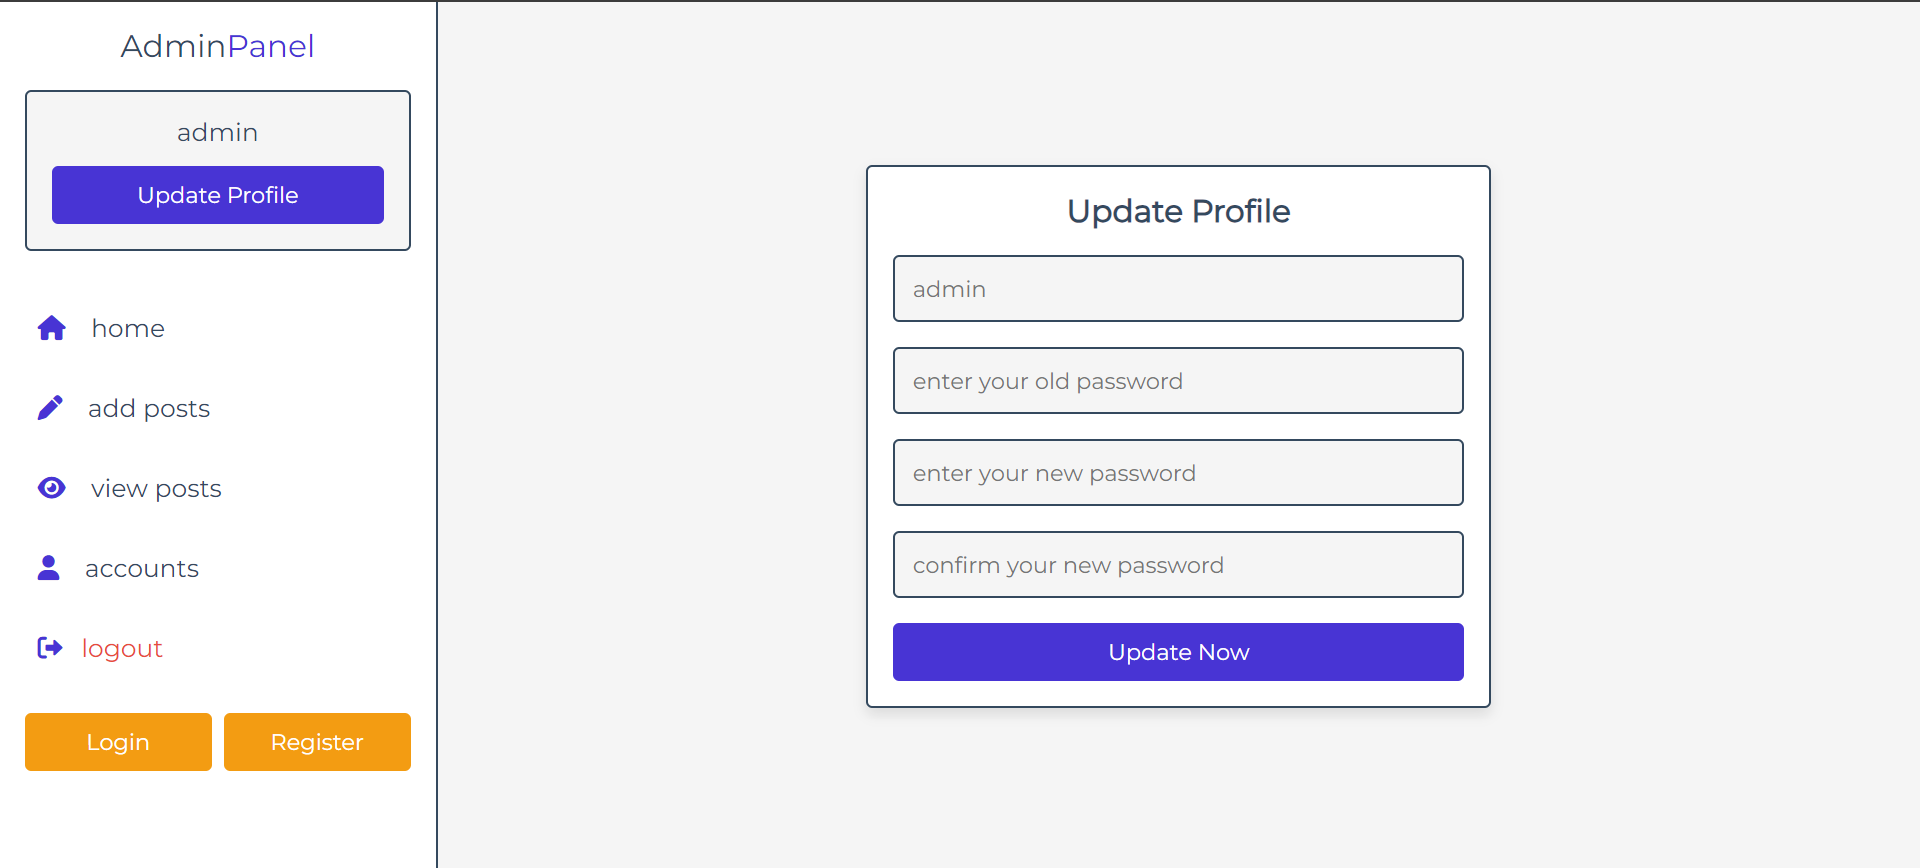 AdminPanel
admin
Update Profile
home
add posts
view posts
accounts
logout
Login Register
Update Profile
admin
enter your old password
enter your new password
confirm your new password
Update Now